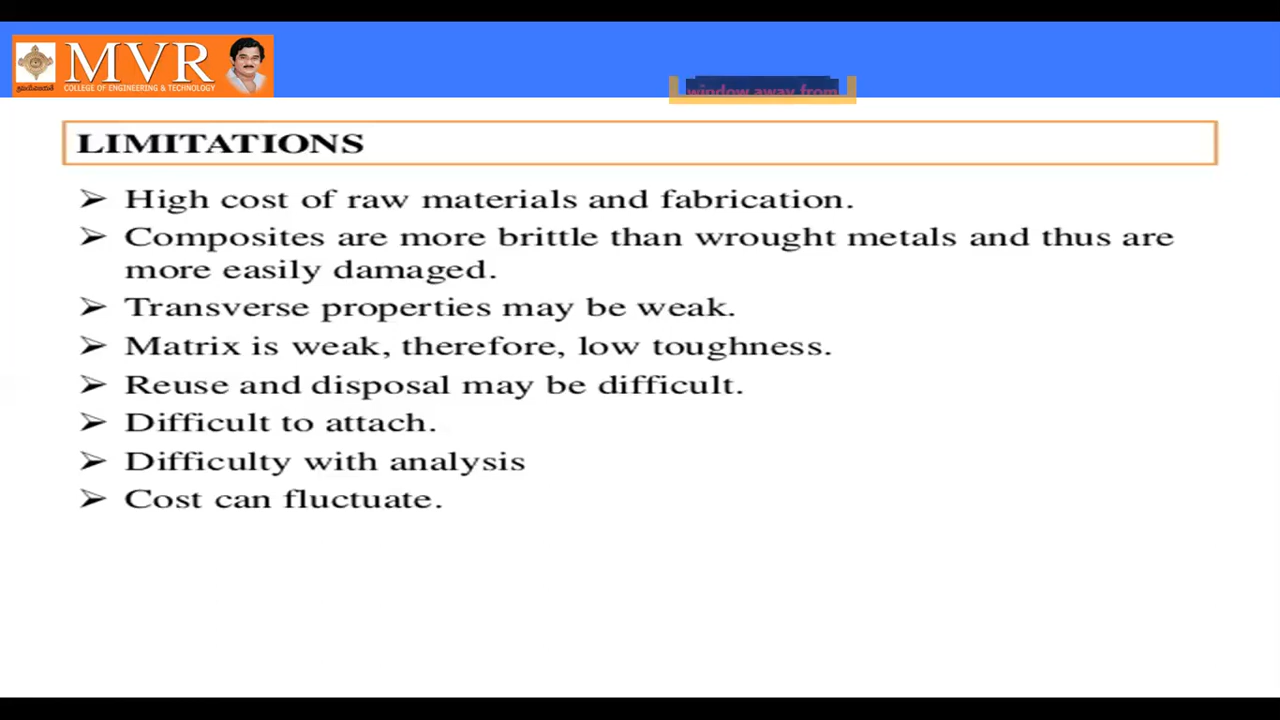 MVR
COLLEGE OF ENGINEERING & TECHNOLOGY
window away from
LIMITATIONS
➢ High cost of raw materials and fabrication.
➢ Composites are more brittle than wrought metals and thus are
more easily damaged.
➢ Transverse properties may be weak.
➢ Matrix is weak, therefore, low toughness.
➢ Reuse and disposal may be difficult.
➢ Difficult to attach.
➢ Difficulty with analysis
➢ Cost can fluctuate.